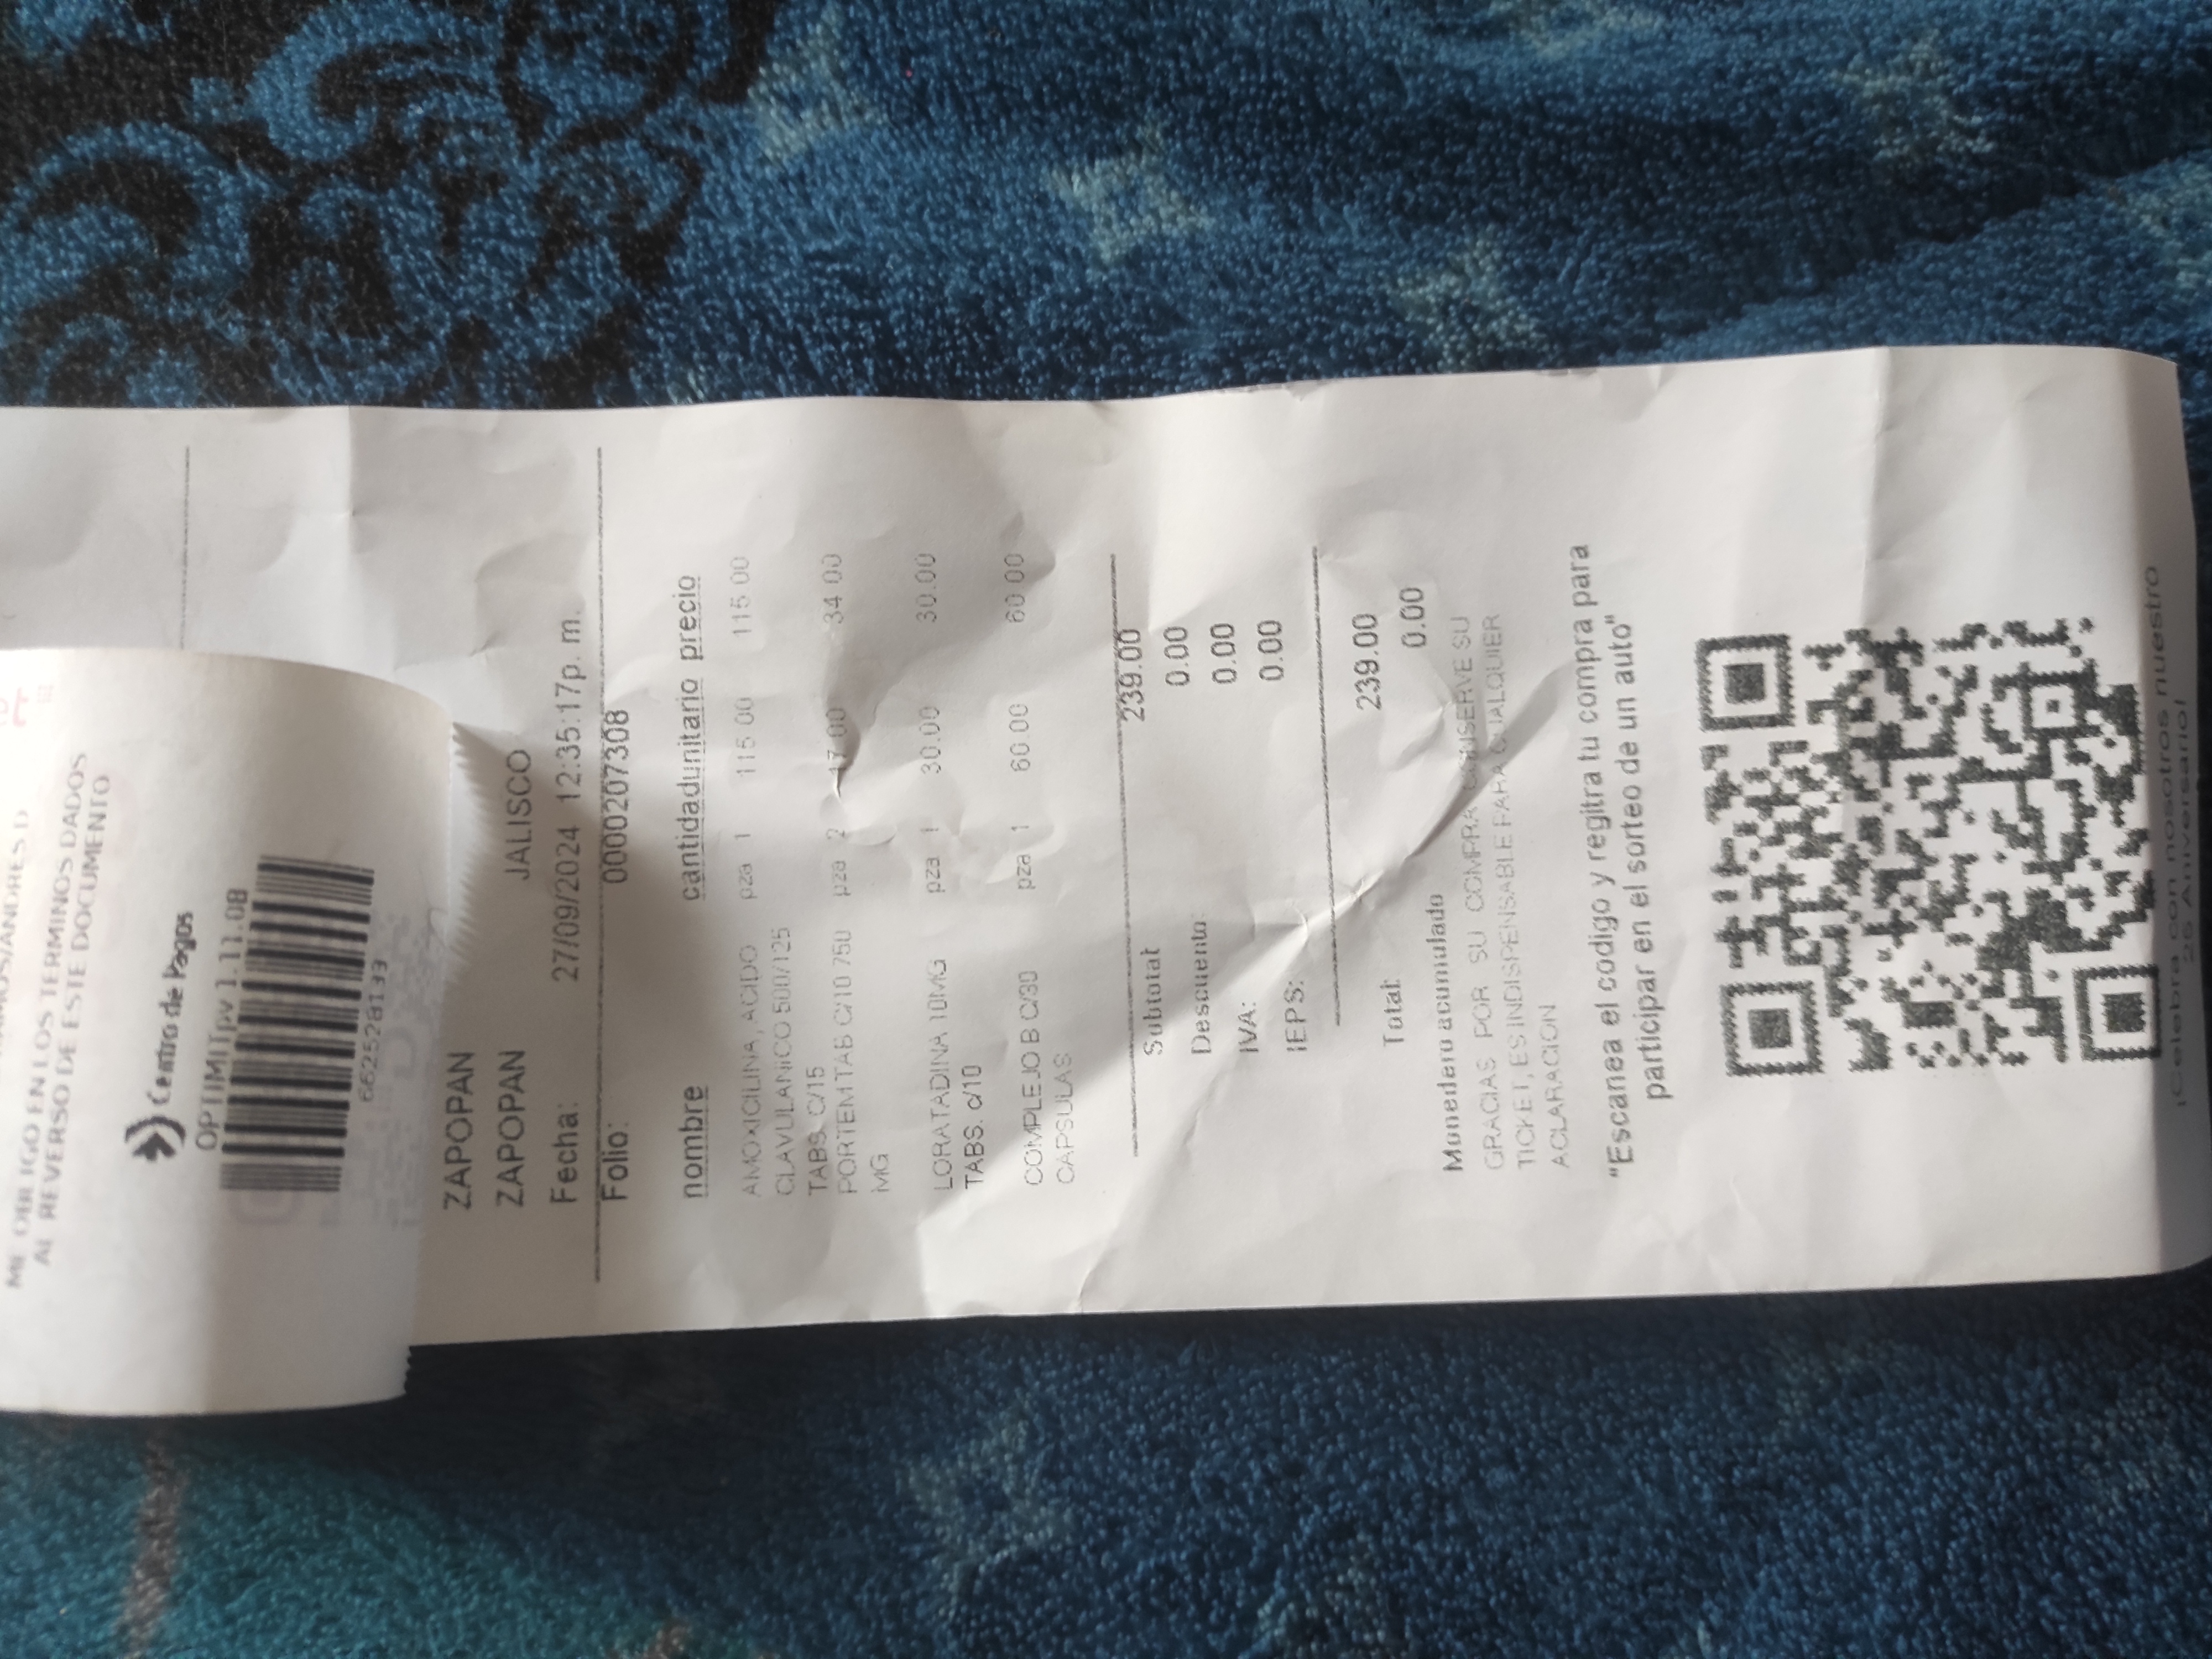 ME OBLIGO EN LOS TERMINOS DADOS
AL REVERSO DE ESTE DOCUMENTO
Centro de Pagos
OPTIMITpv 1.11.08
ZAPOPAN
ZAPOPAN JALISCO
Fecha: 27/09/2024 12:35:17p. m.
Folio: 0000207308
nombre cantidadunitario precio
AMOXICILINA, ACIDO pza 1 115.00 115.00
CLAVULANICO 500/125
TABS. C/15
PORTEM TAB C/10 750 pza 2 17.00 34.00
MG
LORATADINA 10MG pza 1 30.00 30.00
TABS. c/10
COMPLEJO B C/30 pza 1 60.00 60.00
CAPSULAS
239.00
Subtotal
Descuento: 0.00
IVA: 0.00
IEPS: 0.00
Total: 239.00
Monedero acumulado 0.00
GRACIAS POR SU COMPRA CONSERVE SU
TICKET, ES INDISPENSABLE PARA CUALQUIER
ACLARACION
"Escanea el codigo y regitra tu compra para
participar en el sorteo de un auto"
¡Celebra con nosotros nuestro
25 Aniversario!